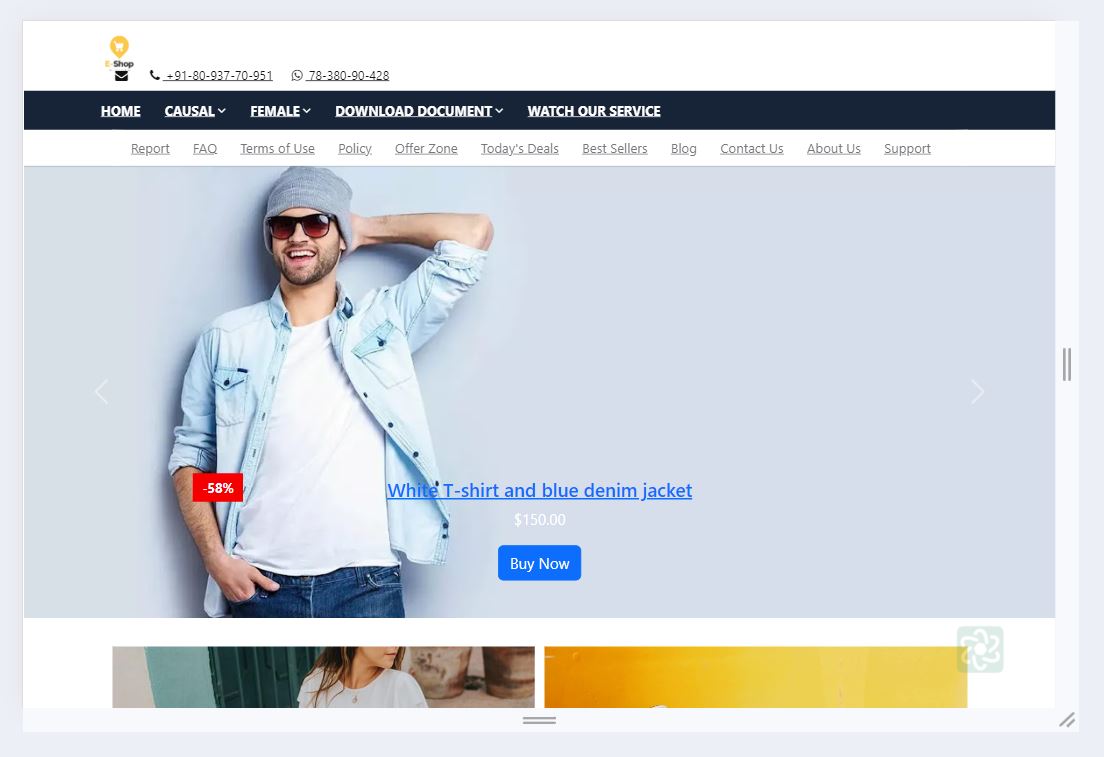 E-Shop
+91-80-937-70-951 78-380-90-428
HOME CAUSAL FEMALE DOWNLOAD DOCUMENT WATCH OUR SERVICE
Report FAQ Terms of Use Policy Offer Zone Today's Deals Best Sellers Blog Contact Us About Us Support
-58%
White T-shirt and blue denim jacket
$150.00
Buy Now